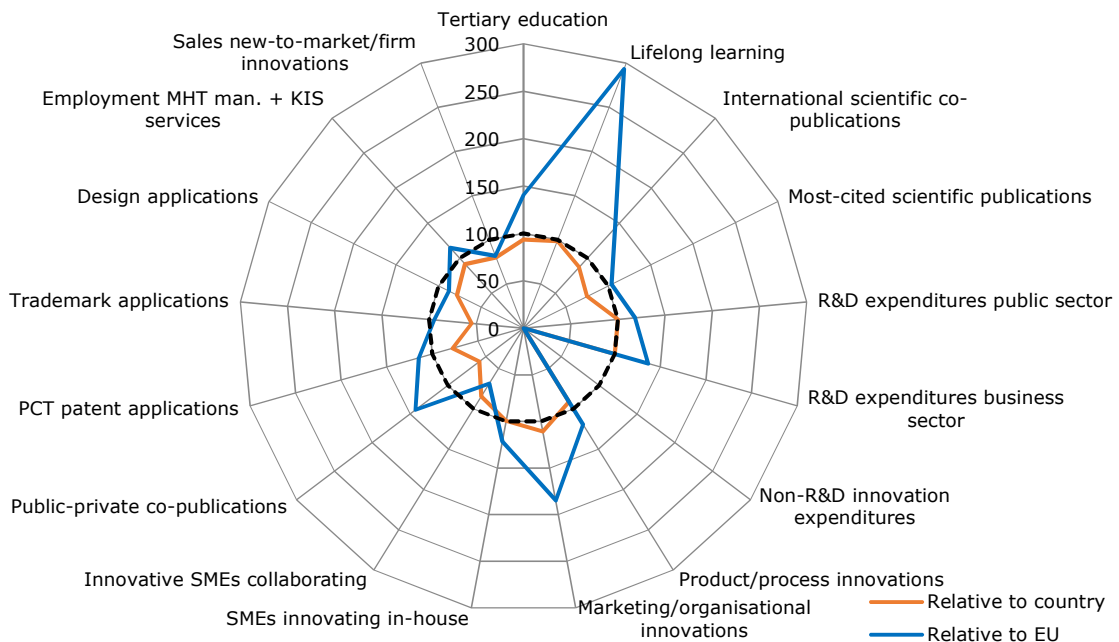 Tertiary education
Lifelong learning
International scientific co-
publications
Most-cited scientific publications
R&D expenditures public sector
R&D expenditures business
sector
Non-R&D innovation
expenditures
Product/process innovations
Marketing/organisational
innovations
SMEs innovating in-house
Innovative SMEs collaborating
Public-private co-publications
PCT patent applications
Trademark applications
Design applications
Employment MHT man. + KIS
services
Sales new-to-market/firm
innovations
300
250
200
150
100
50
0
Relative to country
Relative to EU